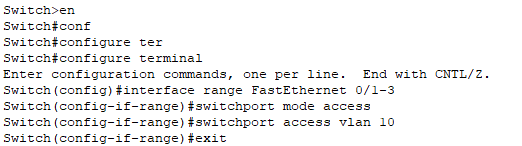 Switch>en
Switch#conf
Switch#configure ter
Switch#configure terminal
Enter configuration commands, one per line.  End with CNTL/Z.
Switch(config)#interface range FastEthernet 0/1-3
Switch(config-if-range)#switchport mode access
Switch(config-if-range)#switchport access vlan 10
Switch(config-if-range)#exit